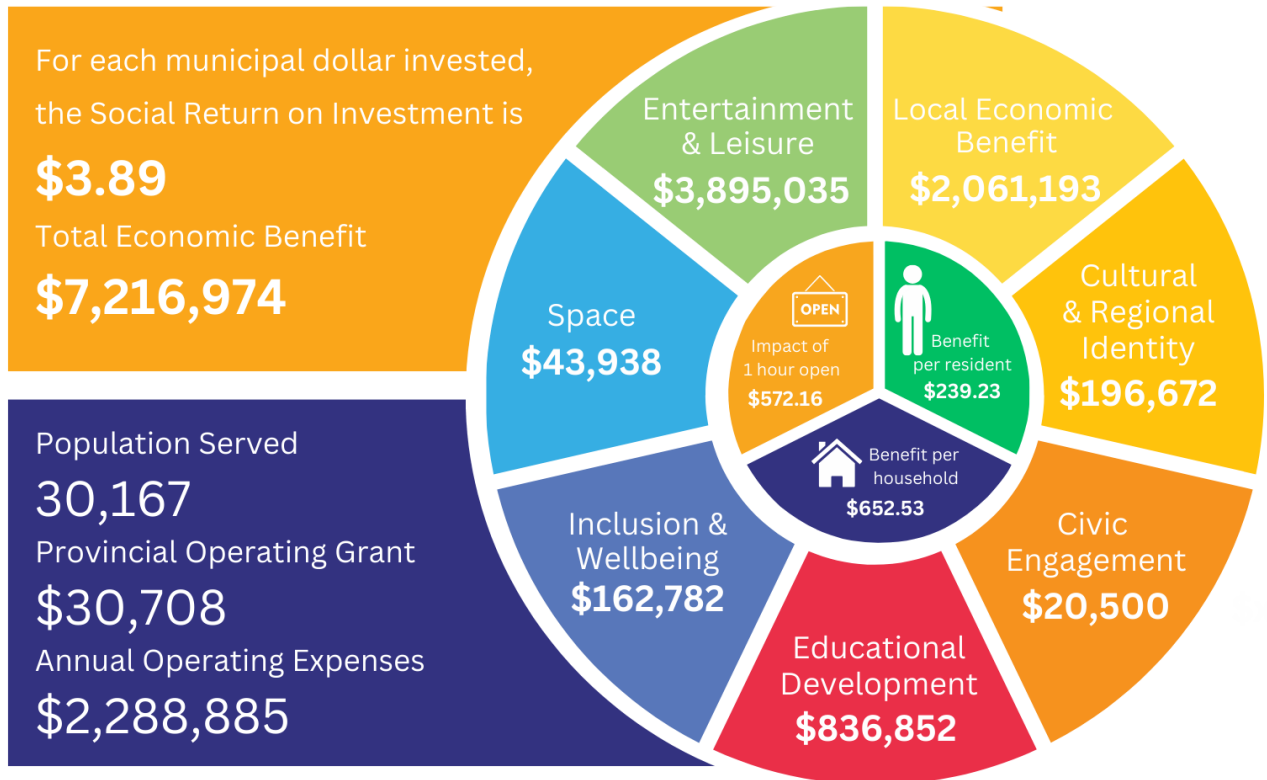 For each municipal dollar invested,
the Social Return on Investment is
$3.89
Total Economic Benefit
$7,216,974
Population Served
30,167
Provincial Operating Grant
$30,708
Annual Operating Expenses
$2,288,885
Entertainment
& Leisure
$3,895,035
Local Economic
Benefit
$2,061,193
Cultural
& Regional
Identity
$196,672
Civic
Engagement
$20,500
Educational
Development
$836,852
Inclusion &
Wellbeing
$162,782
Space
$43,938
OPEN
Impact of
1 hour open
$572.16
Benefit
per resident
$239.23
Benefit per
household
$652.53